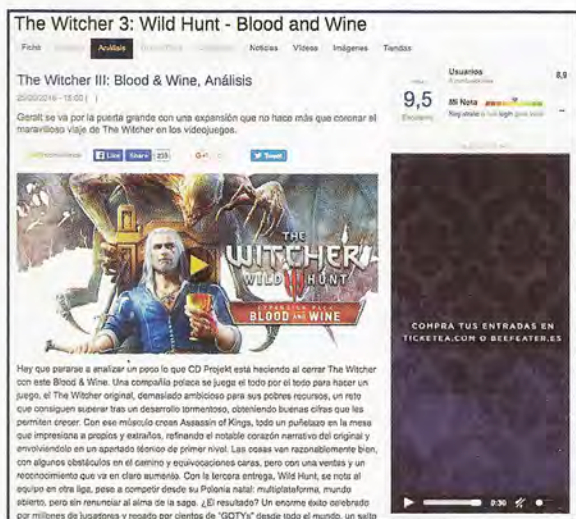 The Witcher 3: Wild Hunt - Blood and Wine
Ficha Análisis Noticias Vídeos Imágenes Tiendas
The Witcher III: Blood & Wine, Análisis
Geralt se va por la puerta grande con una expansión que no hace más que coronar el
maravilloso viaje de The Witcher en los videojuegos.
Like Share 233 G+1 Tweet
Usuarios 8,9
9,5 Mi Nota --
Excelente
THE
WITCHER
WILD HUNT
EXPANSION PACK
BLOOD AND WINE
Hay que pararse a analizar un poco lo que CD Projekt está haciendo al cerrar The Witcher
con este Blood & Wine. Una compañía polaca se juega el todo por el todo para hacer un
juego, el The Witcher original, demasiado ambicioso para sus pobres recursos, un reto
que consiguen superar tras un desarrollo tormentoso, obteniendo buenas cifras que les
permiten crecer. Con ese músculo crean Assassin of Kings, todo un puñetazo en la mesa
que impresiona a propios y extraños, refinando el notable corazón narrativo del original y
envolviéndolo en un apartado técnico de primer nivel. Las cosas van razonablemente bien,
con algunos obstáculos en el camino y equivocaciones caras, pero con una ventas y un
reconocimiento que va en claro aumento. Con la tercera entrega, Wild Hunt, se nota al
equipo en otra liga, pese a competir desde su Polonia natal: multiplataforma, mundo
abierto, pero sin renunciar al alma de la saga. ¿El resultado? Un enorme éxito celebrado
por millones de jugadores y regado por cientos de "GOTYs" desde todo el mundo, un salto
COMPRA TUS ENTRADAS EN
TICKETEA.COM O BEEFEATER.ES
0:30